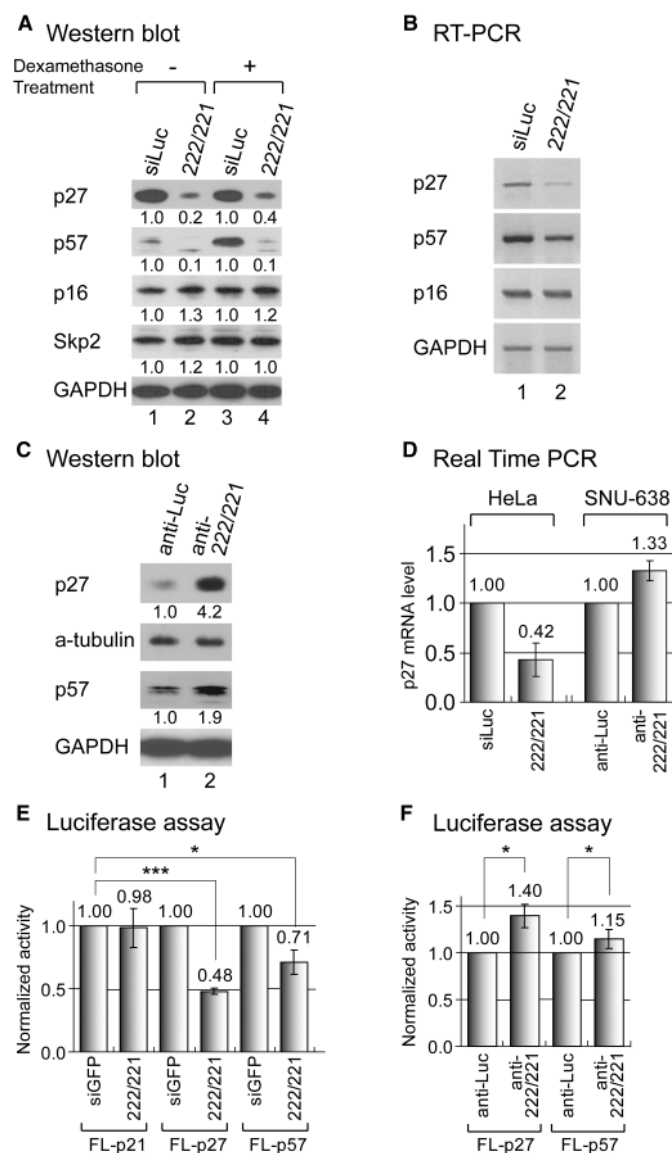 A Western blot
Dexamethasone - +
Treatment
siLuc 222/221 siLuc 222/221
p27
1.0 0.2 1.0 0.4
p57
1.0 0.1 1.0 0.1
p16
1.0 1.3 1.0 1.2
Skp2
1.0 1.2 1.0 1.0
GAPDH
1 2 3 4
B RT-PCR
siLuc 222/221
p27
p57
p16
GAPDH
1 2
C Western blot
anti-Luc anti-222/221
p27
1.0 4.2
a-tubulin
p57
1.0 1.9
GAPDH
1 2
D Real Time PCR
HeLa SNU-638
p27 mRNA level
1.5
1.0
0.5
0
1.00 0.42 1.00 1.33
siLuc 222/221 anti-Luc anti-222/221
E Luciferase assay
*
***
Normalized activity
1.0
0.5
0.0
1.00 0.98 1.00 0.48 1.00 0.71
siGFP 222/221 siGFP 222/221 siGFP 222/221
FL-p21 FL-p27 FL-p57
F Luciferase assay
* *
Normalized activity
1.5
1.0
0.5
0.0
1.00 1.40 1.00 1.15
anti-Luc anti-222/221 anti-Luc anti-222/221
FL-p27 FL-p57